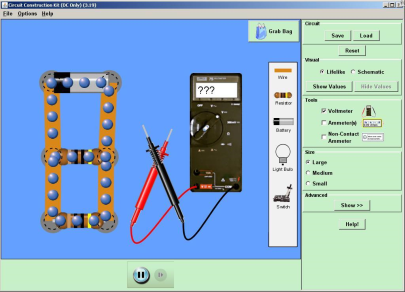 Circuit Construction Kit (DC Only) (3.19)
File Options Help
Grab Bag
Wire
Resistor
Battery
Light Bulb
Switch
???
Circuit
Save Load
Reset
Visual
Lifelike Schematic
Show Values Hide Values
Tools
Voltmeter
Ammeter(s)
Non-Contact
Ammeter
Size
Large
Medium
Small
Advanced
Show >>
Help!